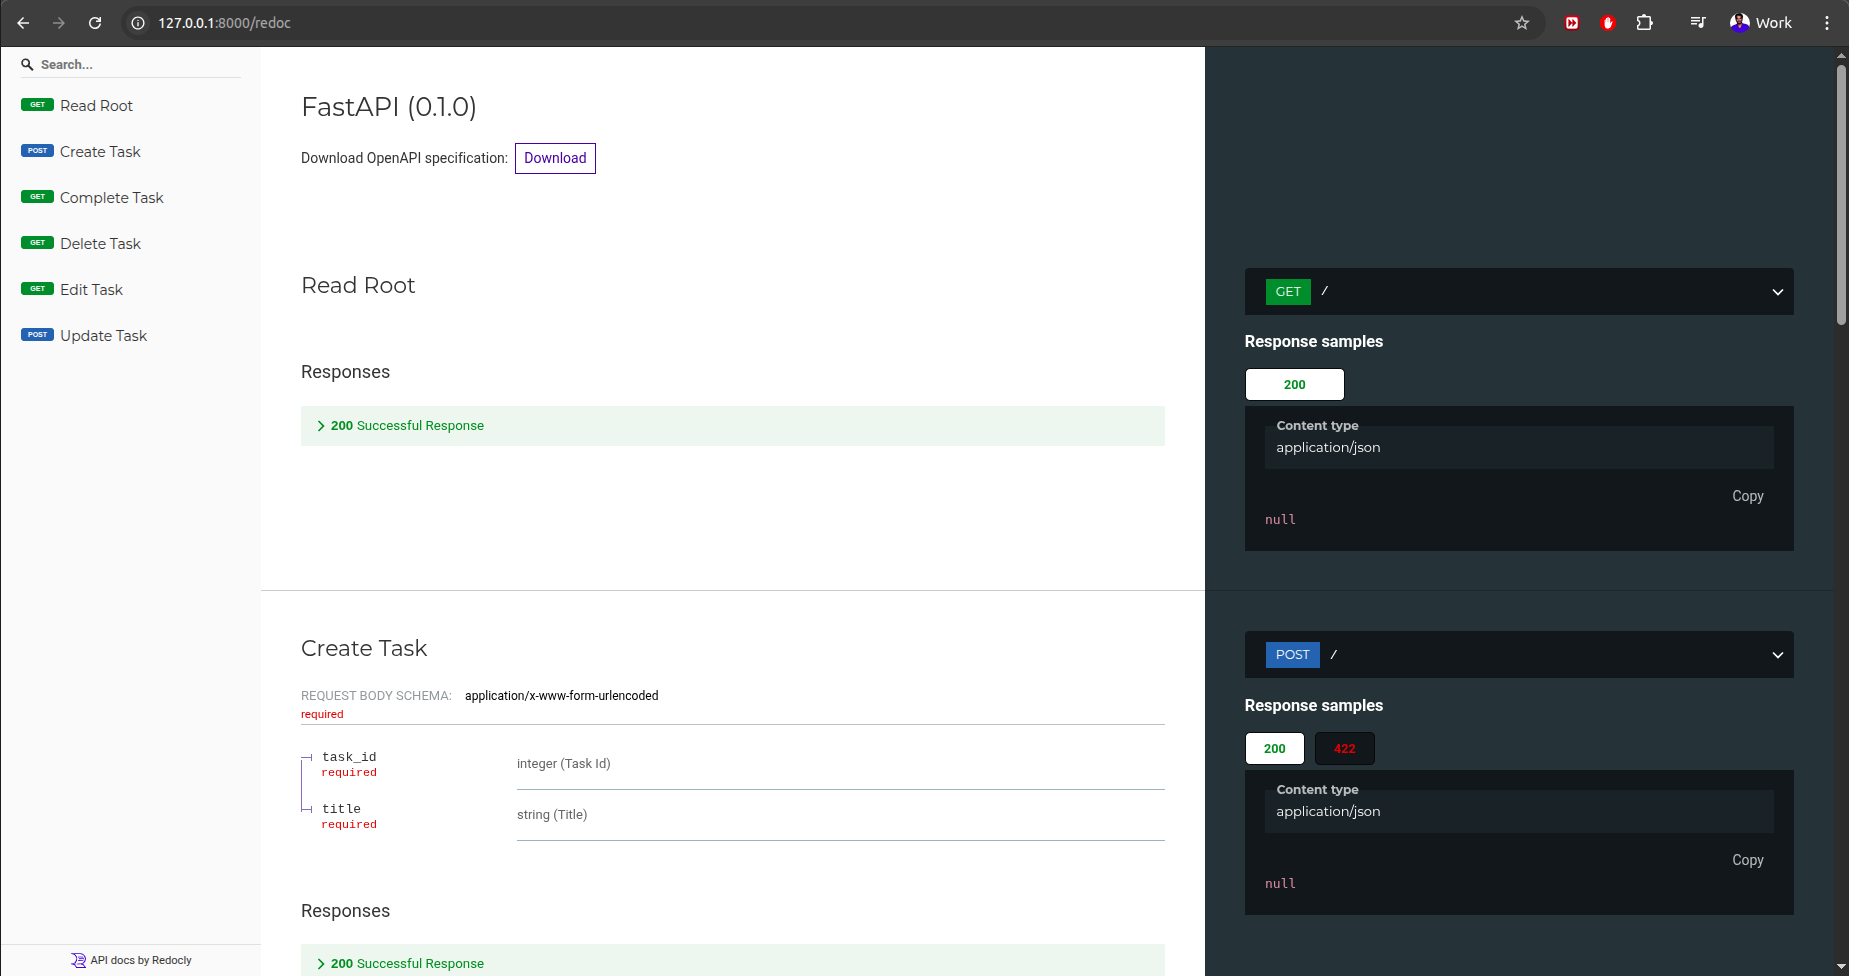 127.0.0.1:8000/redoc
Work
Search...
GET Read Root
POST Create Task
GET Complete Task
GET Delete Task
GET Edit Task
POST Update Task
API docs by Redocly
FastAPI (0.1.0)
Download OpenAPI specification: Download
Read Root
Responses
200 Successful Response
GET /
Response samples
200
Content type
application/json
Copy
null
Create Task
REQUEST BODY SCHEMA: application/x-www-form-urlencoded
required
task_id
required
integer (Task Id)
title
required
string (Title)
Responses
200 Successful Response
POST /
Response samples
200 422
Content type
application/json
Copy
null